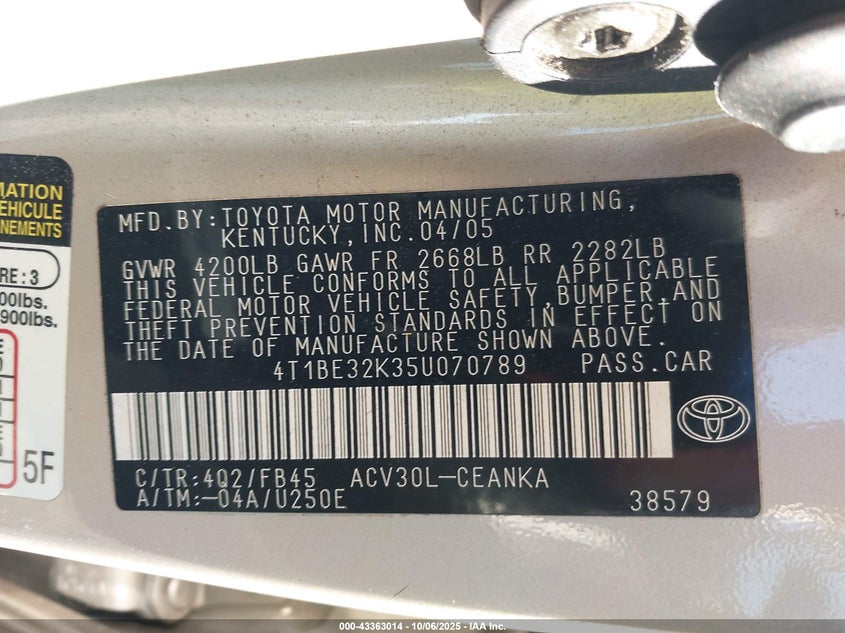 MATION
VEHICULE
NEMENTS
RE : 3
00lbs.
900lbs.
5F
MFD.BY:TOYOTA MOTOR MANUFACTURING,
KENTUCKY,INC.04/05
GVWR 4200LB GAWR FR 2668LB RR 2282LB
THIS VEHICLE CONFORMS TO ALL APPLICABLE
FEDERAL MOTOR VEHICLE SAFETY,BUMPER,AND
THEFT PREVENTION STANDARDS IN EFFECT ON
THE DATE OF MANUFACTURE SHOWN ABOVE.
4T1BE32K35U070789 PASS.CAR
C/TR:4Q2/FB45 ACV30L-CEANKA
A/TM:-04A/U250E 38579
000-43363014 - 10/06/2025 - IAA Inc.